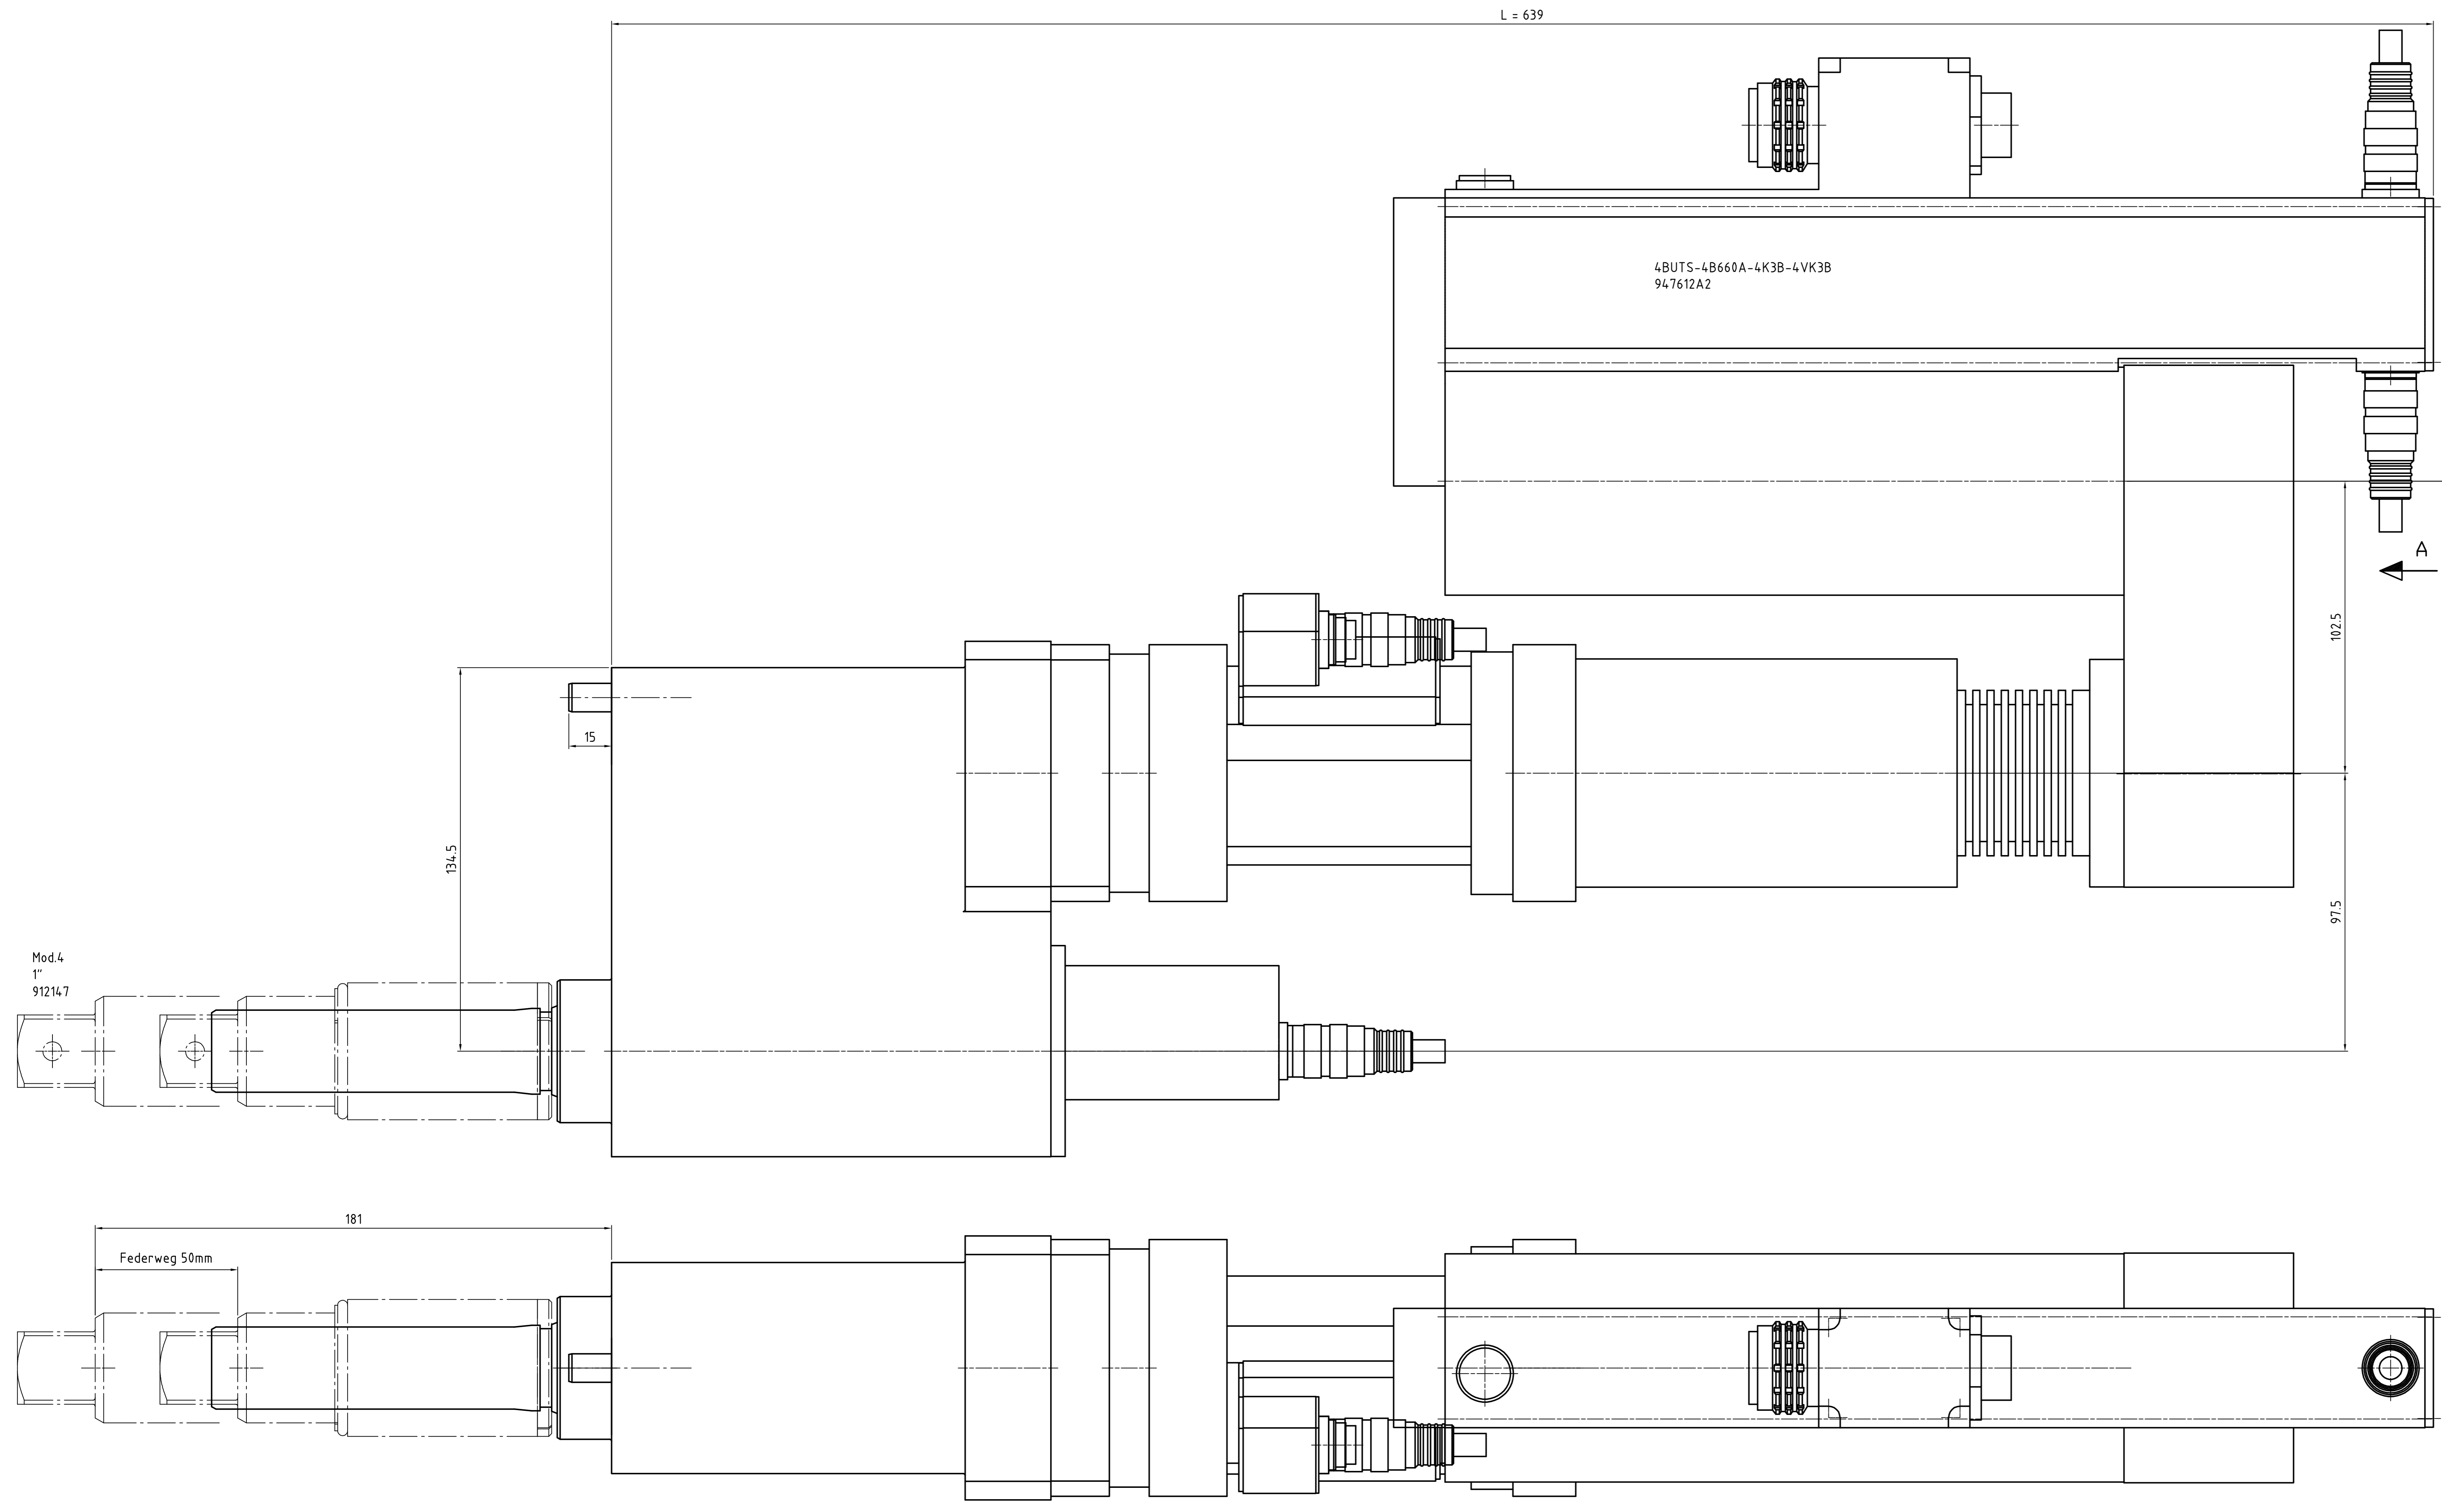 L = 639
4BUTS-4B660A-4K3B-4VK3B
947612A2
A
102.5
15
134.5
97.5
Mod.4
1"
912147
181
Federweg 50mm